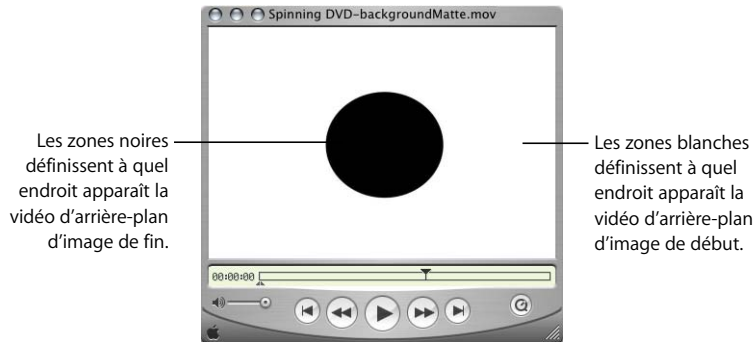 Spinning DVD-backgroundMatte.mov
Les zones noires
définissent à quel
endroit apparaît la
vidéo d'arrière-plan
d'image de fin.
Les zones blanches
définissent à quel
endroit apparaît la
vidéo d'arrière-plan
d'image de début.
00:00:00